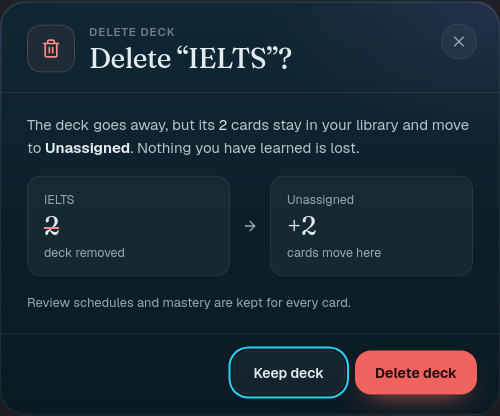 DELETE DECK
Delete “IELTS”?
The deck goes away, but its 2 cards stay in your library and move
to Unassigned. Nothing you have learned is lost.
IELTS
2
deck removed
→
Unassigned
+2
cards move here
Review schedules and mastery are kept for every card.
Keep deck
Delete deck